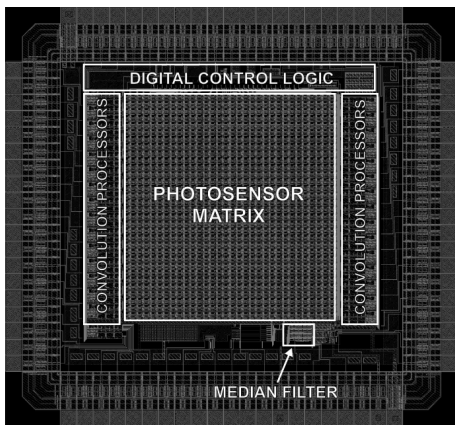 DIGITAL CONTROL LOGIC
CONVOLUTION PROCESSORS
PHOTOSENSOR
MATRIX
CONVOLUTION PROCESSORS
MEDIAN FILTER